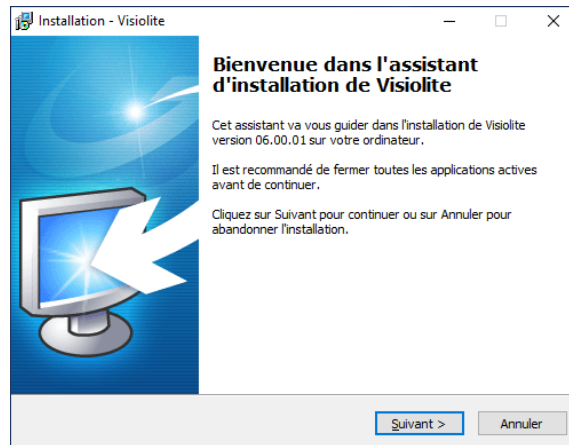 Installation - Visiolite
Bienvenue dans l'assistant
d'installation de Visiolite
Cet assistant va vous guider dans l'installation de Visiolite
version 06.00.01 sur votre ordinateur.
Il est recommandé de fermer toutes les applications actives
avant de continuer.
Cliquez sur Suivant pour continuer ou sur Annuler pour
abandonner l'installation.
Suivant >
Annuler